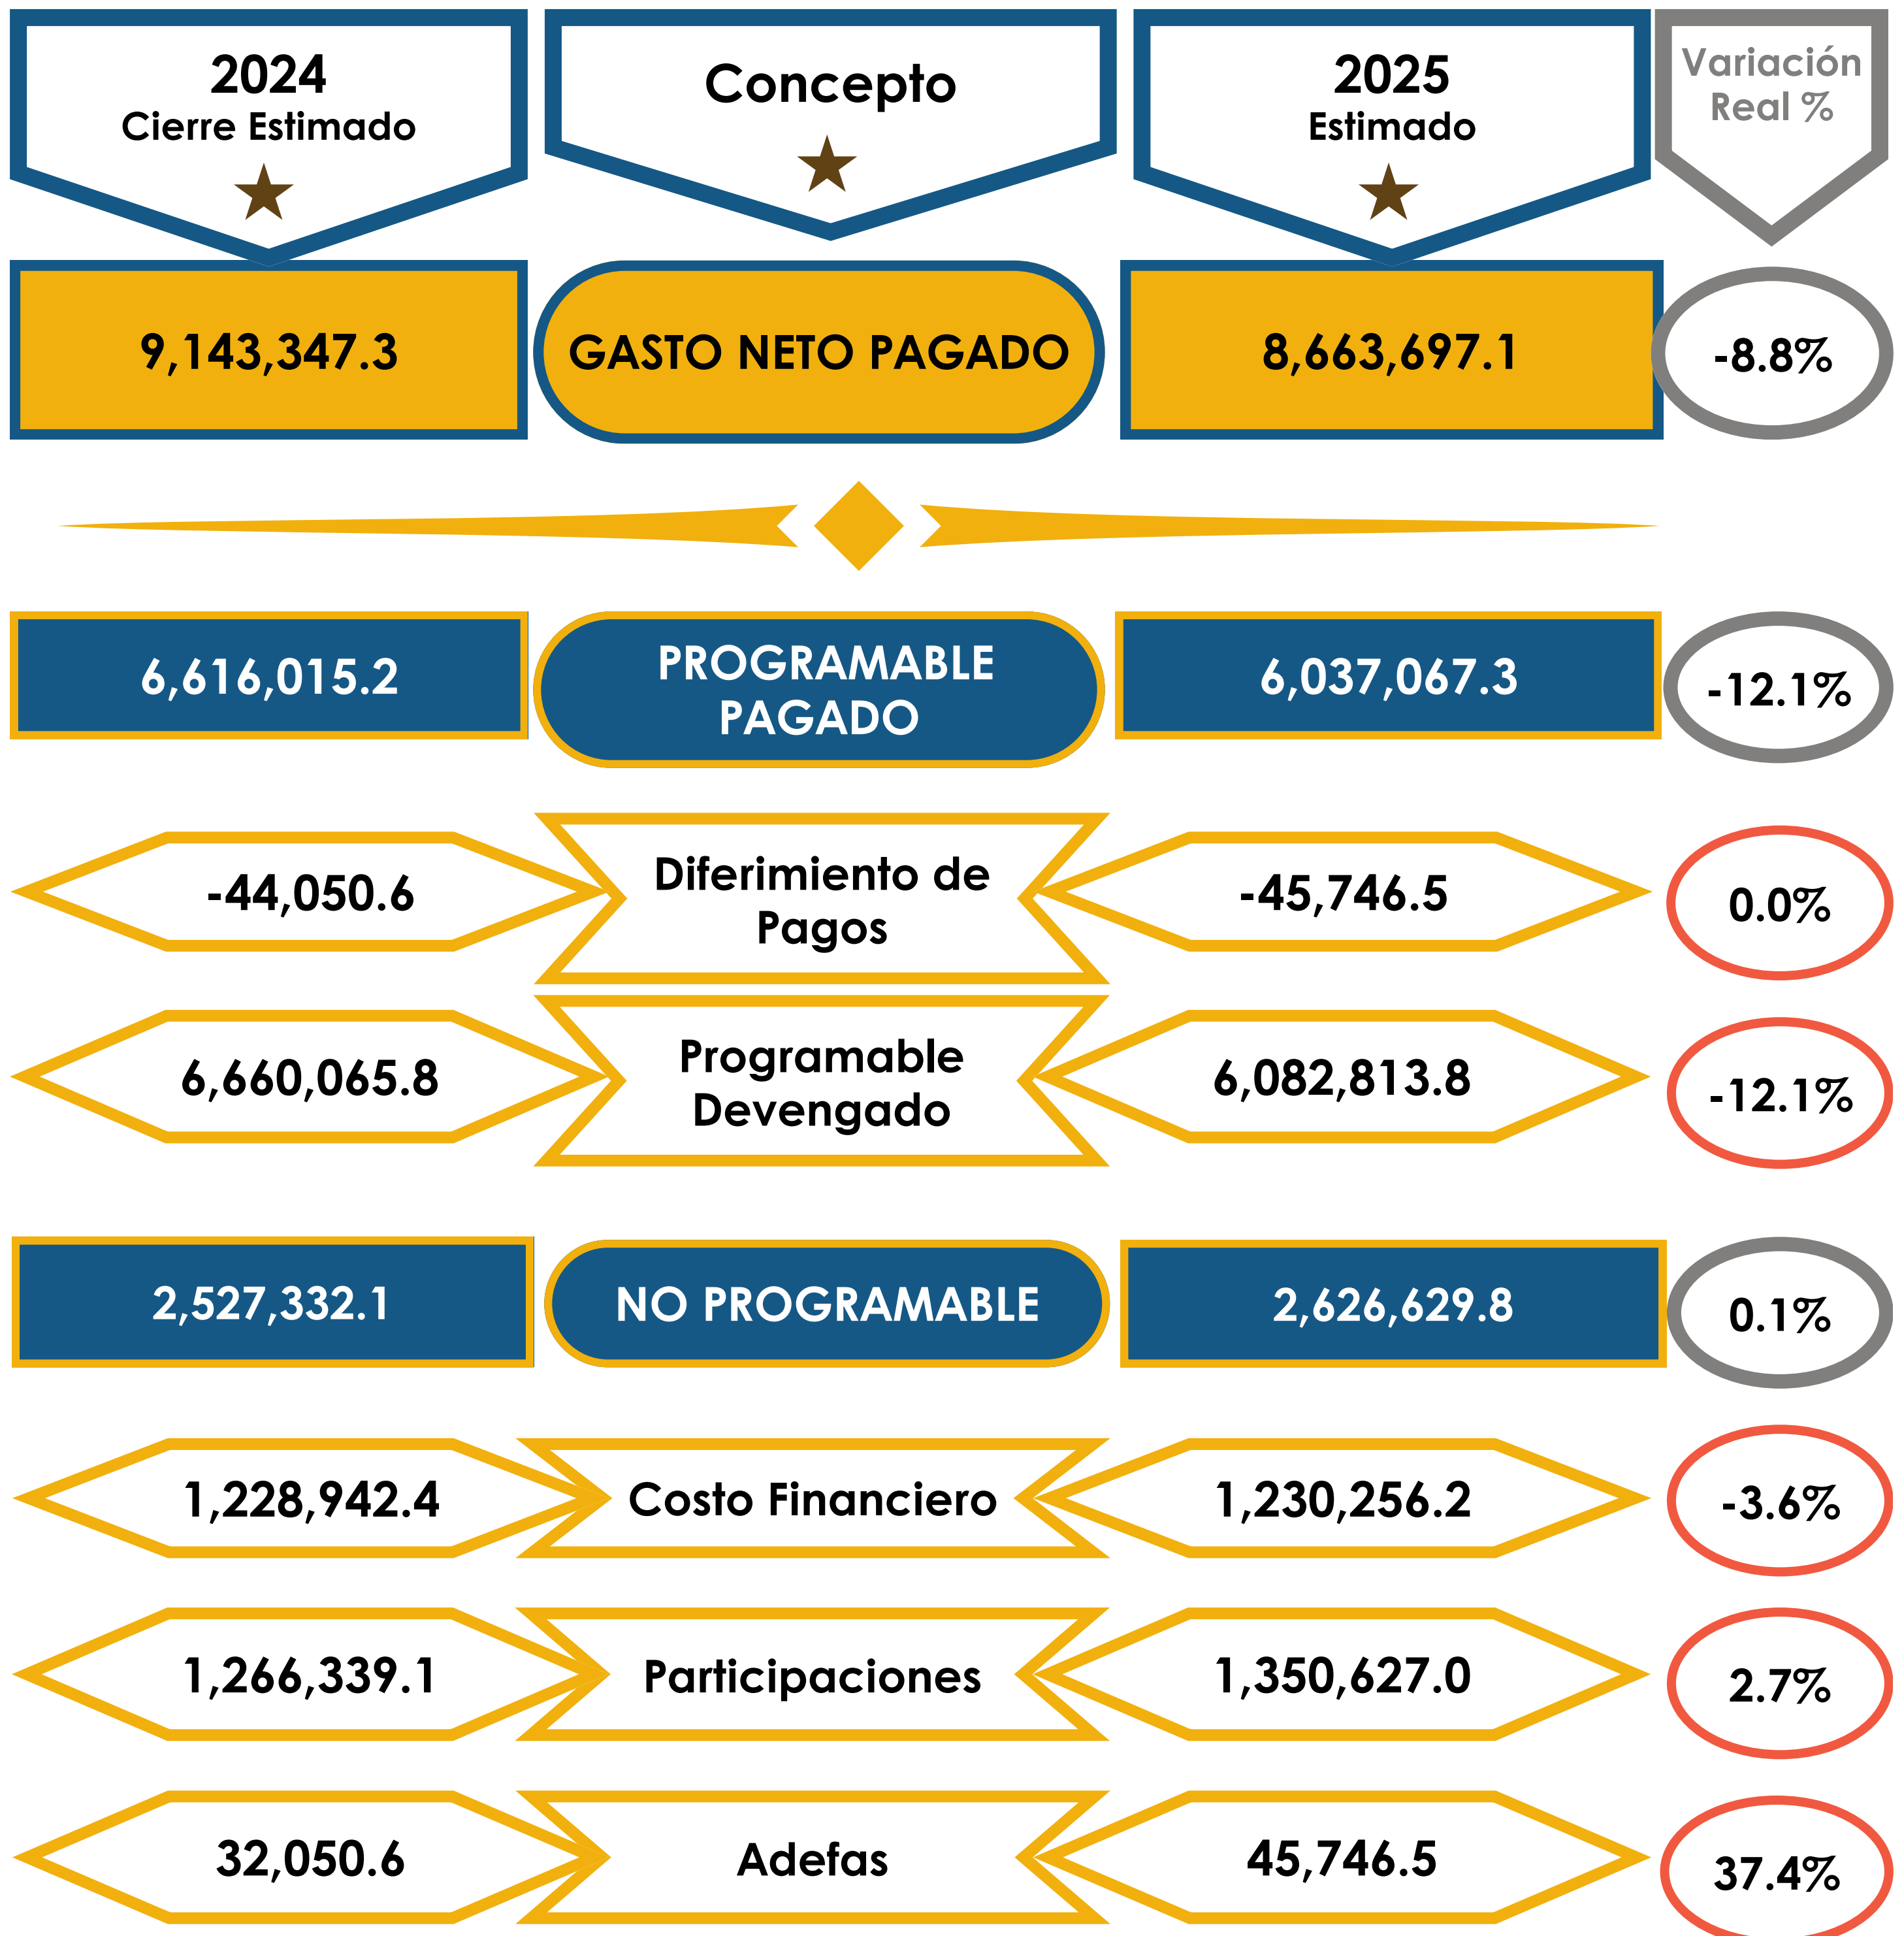 2024
Cierre Estimado
Concepto
2025
Estimado
Variación
Real %
9,143,347.3
GASTO NETO PAGADO
8,663,697.1
-8.8%
6,616,015.2
PROGRAMABLE
PAGADO
6,037,067.3
-12.1%
-44,050.6
Diferimiento de
Pagos
-45,746.5
0.0%
6,660,065.8
Programable
Devengado
6,082,813.8
-12.1%
2,527,332.1
NO PROGRAMABLE
2,626,629.8
0.1%
1,228,942.4
Costo Financiero
1,230,256.2
-3.6%
1,266,339.1
Participaciones
1,350,627.0
2.7%
32,050.6
Adefas
45,746.5
37.4%